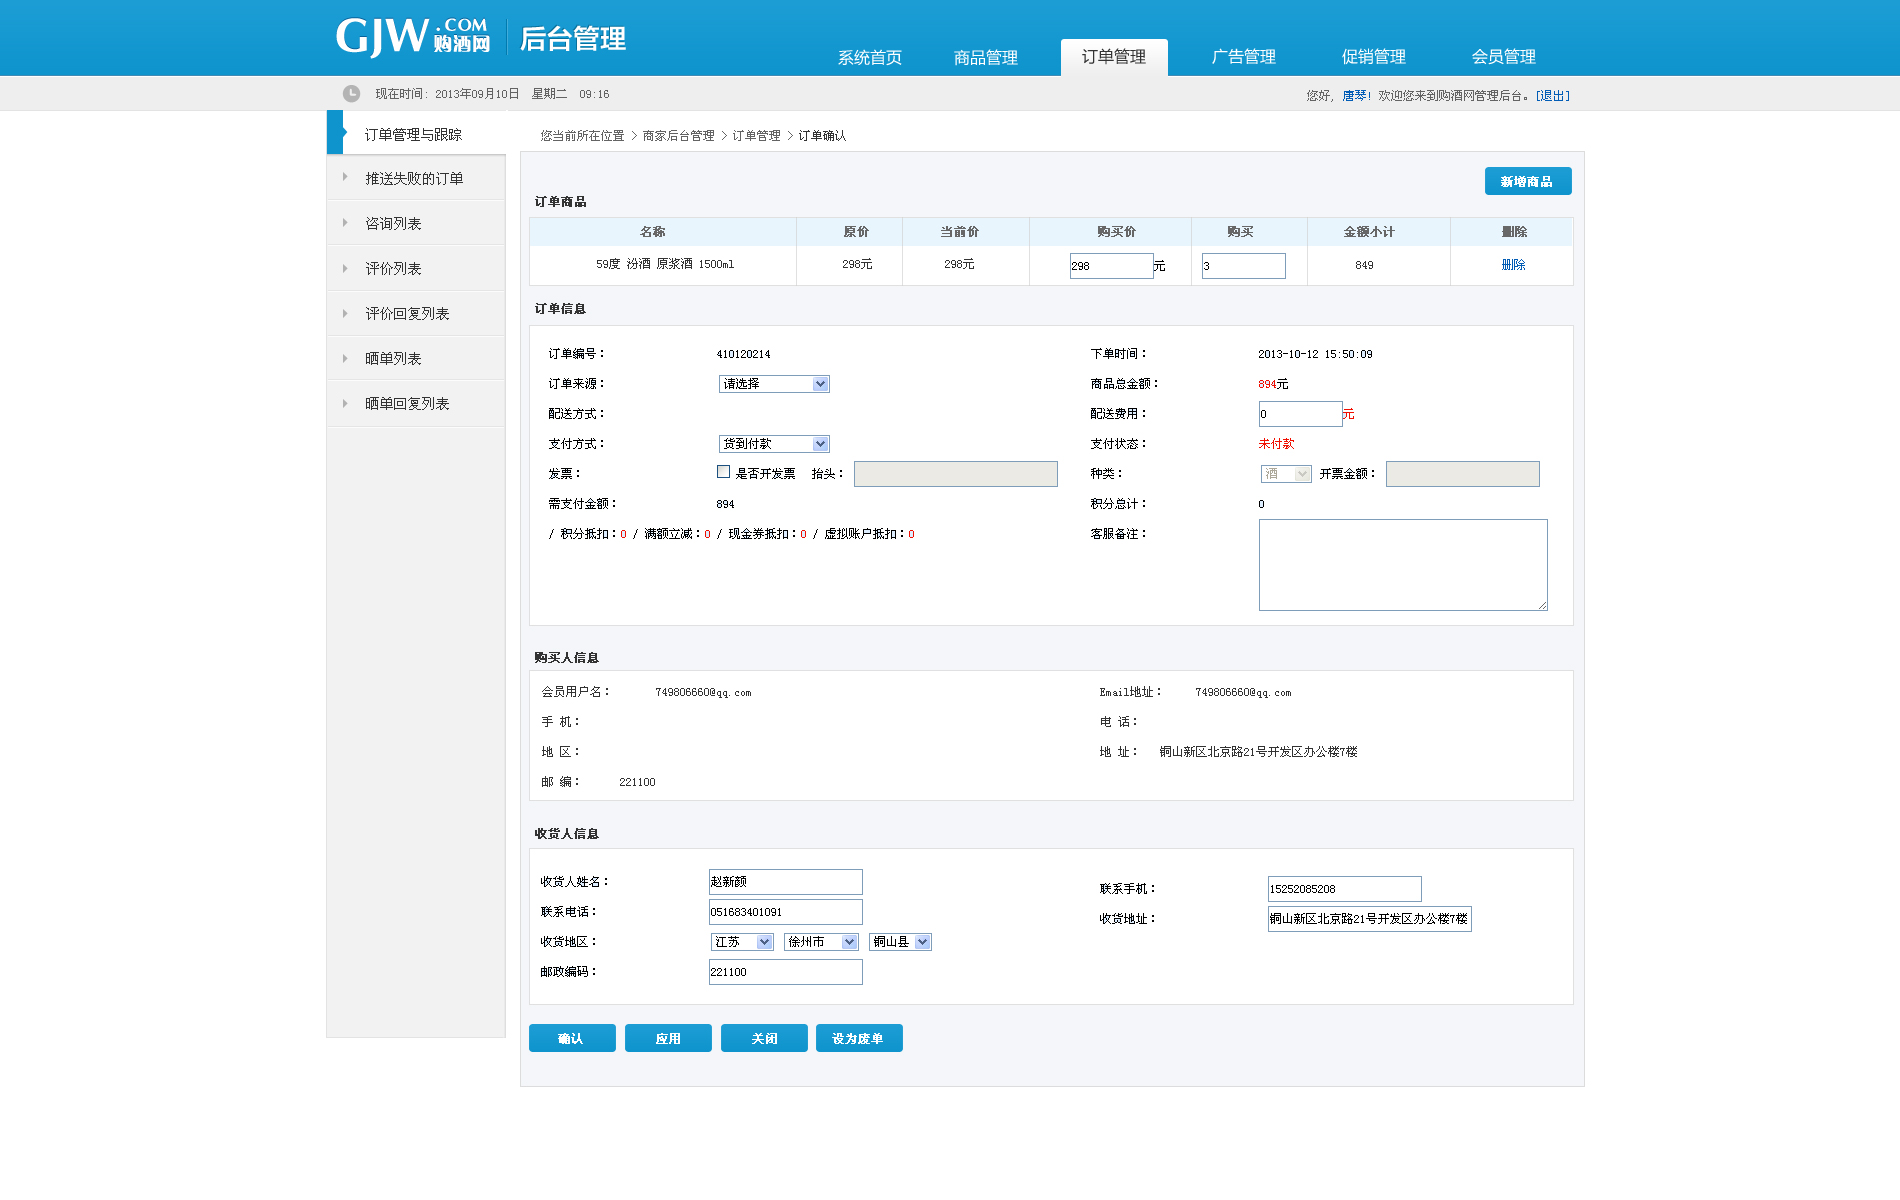 GJW.COM 购酒网 后台管理
系统首页 商品管理 订单管理 广告管理 促销管理 会员管理
现在时间：2013年09月10日 星期二 09:16
您好，唐琴！欢迎您来到购酒网管理后台。[退出]
订单管理与跟踪
推送失败的订单
咨询列表
评价列表
评价回复列表
晒单列表
晒单回复列表
您当前所在位置 > 商家后台管理 > 订单管理 > 订单确认
新增商品
订单商品
名称 原价 当前价 购买价 购买 金额小计 删除
59度 汾酒 原浆酒 1500ml 298元 298元 298 元 3 849 删除
订单信息
订单编号： 410120214 下单时间： 2013-10-12 15:50:09
订单来源： 请选择 商品总金额： 894元
配送方式： 配送费用： 0 元
支付方式： 货到付款 支付状态： 未付款
发票： 是否开发票 抬头： 种类： 酒 开票金额：
需支付金额： 894 积分总计： 0
/ 积分抵扣：0 / 满额立减：0 / 现金券抵扣：0 / 虚拟账户抵扣：0 客服备注：
购买人信息
会员用户名： 749806660@qq.com Email地址： 749806660@qq.com
手 机： 电 话：
地 区： 地 址： 铜山新区北京路21号开发区办公楼7楼
邮 编： 221100
收货人信息
收货人姓名： 赵新颜 联系手机： 15252085208
联系电话： 051683401091 收货地址： 铜山新区北京路21号开发区办公楼7楼
收货地区： 江苏 徐州市 铜山县
邮政编码： 221100
确认 应用 关闭 设为废单